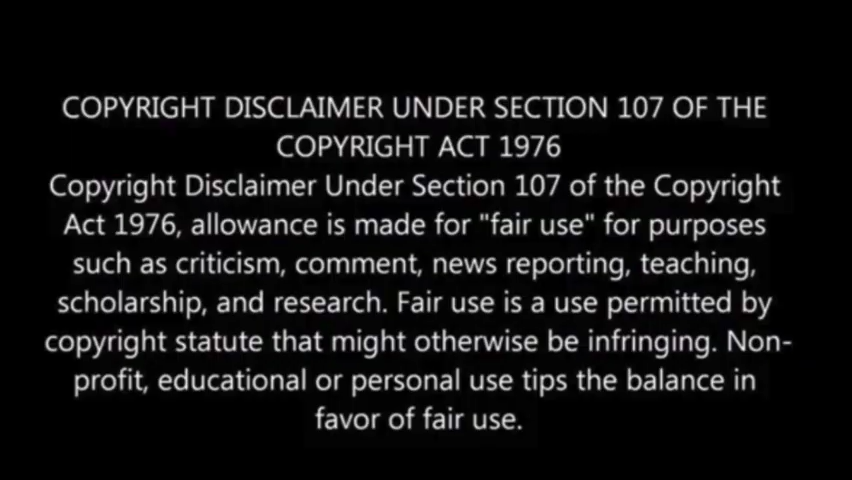 COPYRIGHT DISCLAIMER UNDER SECTION 107 OF THE
COPYRIGHT ACT 1976
Copyright Disclaimer Under Section 107 of the Copyright
Act 1976, allowance is made for "fair use" for purposes
such as criticism, comment, news reporting, teaching,
scholarship, and research. Fair use is a use permitted by
copyright statute that might otherwise be infringing. Non-
profit, educational or personal use tips the balance in
favor of fair use.